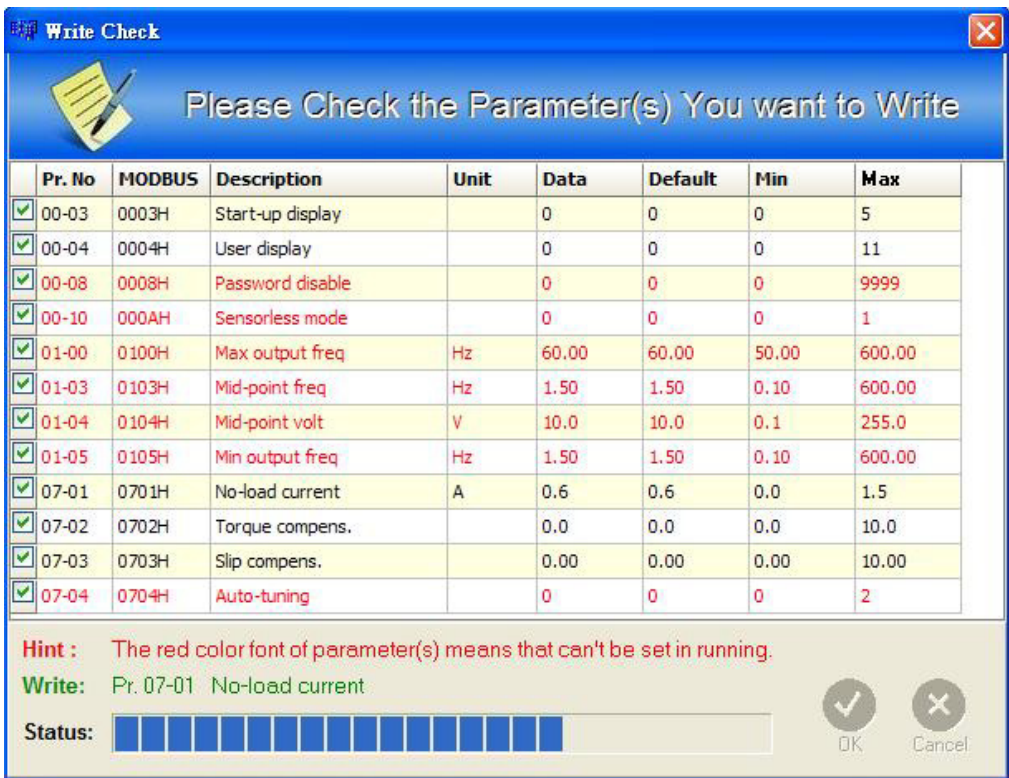 Write Check
Please Check the Parameter(s) You want to Write
Pr. No MODBUS Description Unit Data Default Min Max
00-03 0003H Start-up display 0 0 0 5
00-04 0004H User display 0 0 0 11
00-08 0008H Password disable 0 0 0 9999
00-10 000AH Sensorless mode 0 0 0 1
01-00 0100H Max output freq Hz 60.00 60.00 50.00 600.00
01-03 0103H Mid-point freq Hz 1.50 1.50 0.10 600.00
01-04 0104H Mid-point volt V 10.0 10.0 0.1 255.0
01-05 0105H Min output freq Hz 1.50 1.50 0.10 600.00
07-01 0701H No-load current A 0.6 0.6 0.0 1.5
07-02 0702H Torque compens. 0.0 0.0 0.0 10.0
07-03 0703H Slip compens. 0.00 0.00 0.00 10.00
07-04 0704H Auto-tuning 0 0 0 2
Hint : The red color font of parameter(s) means that can't be set in running.
Write: Pr. 07-01 No-load current
Status:
OK Cancel